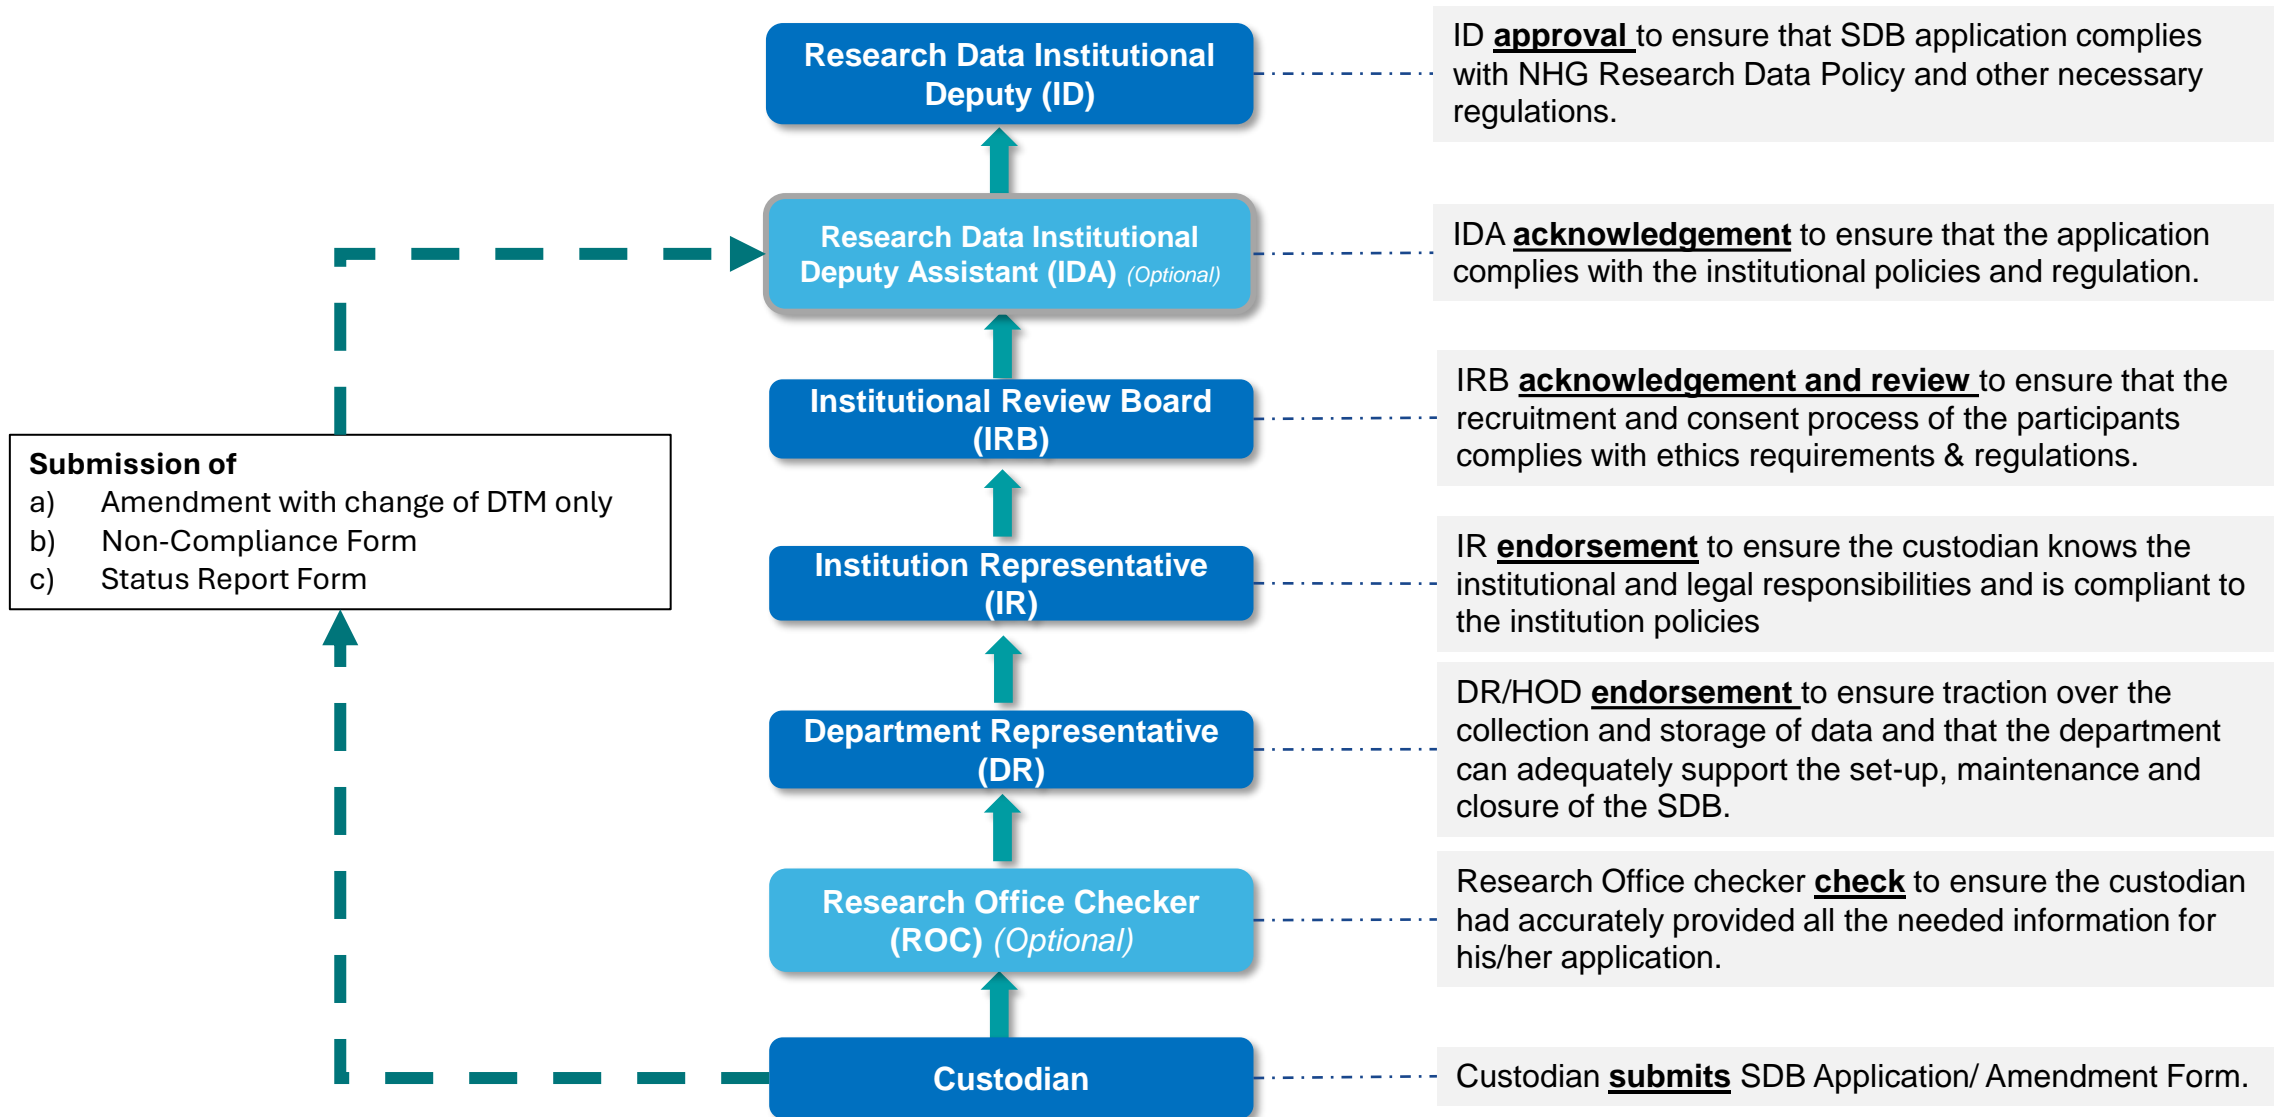 Research Data Institutional
Deputy (ID)
ID approval to ensure that SDB application complies
with NHG Research Data Policy and other necessary
regulations.
Research Data Institutional
Deputy Assistant (IDA) (Optional)
IDA acknowledgement to ensure that the application
complies with the institutional policies and regulation.
Institutional Review Board
(IRB)
IRB acknowledgement and review to ensure that the
recruitment and consent process of the participants
complies with ethics requirements & regulations.
Submission of
a) Amendment with change of DTM only
b) Non-Compliance Form
c) Status Report Form
Institution Representative
(IR)
IR endorsement to ensure the custodian knows the
institutional and legal responsibilities and is compliant to
the institution policies
Department Representative
(DR)
DR/HOD endorsement to ensure traction over the
collection and storage of data and that the department
can adequately support the set-up, maintenance and
closure of the SDB.
Research Office Checker
(ROC) (Optional)
Research Office checker check to ensure the custodian
had accurately provided all the needed information for
his/her application.
Custodian
Custodian submits SDB Application/ Amendment Form.